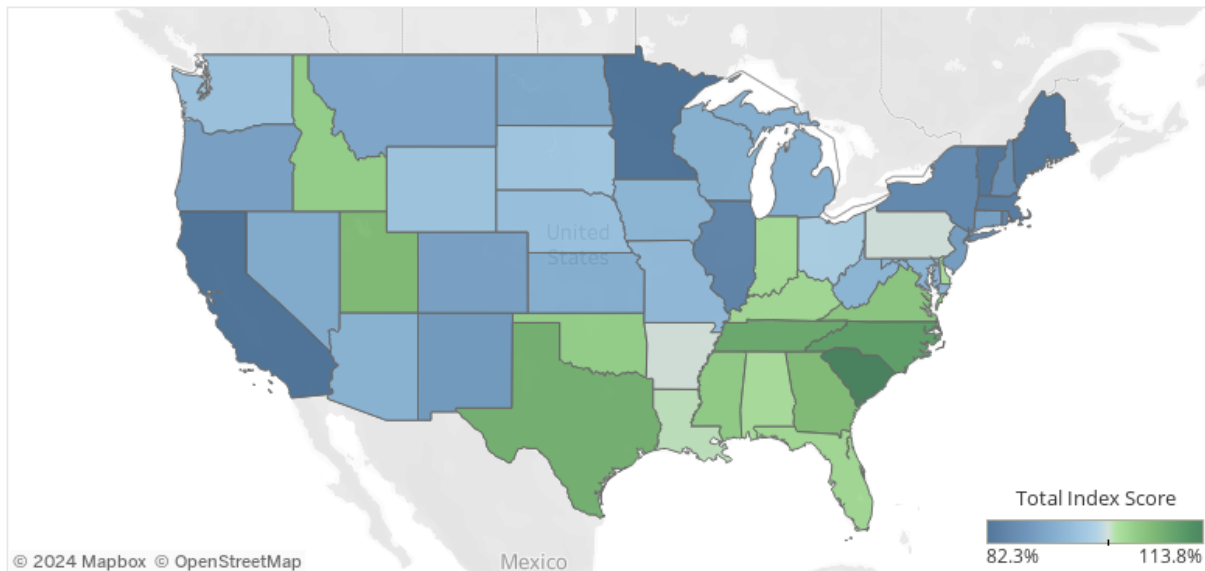 United
States
Total Index Score
82.3%
113.8%
© 2024 Mapbox © OpenStreetMap
Mexico